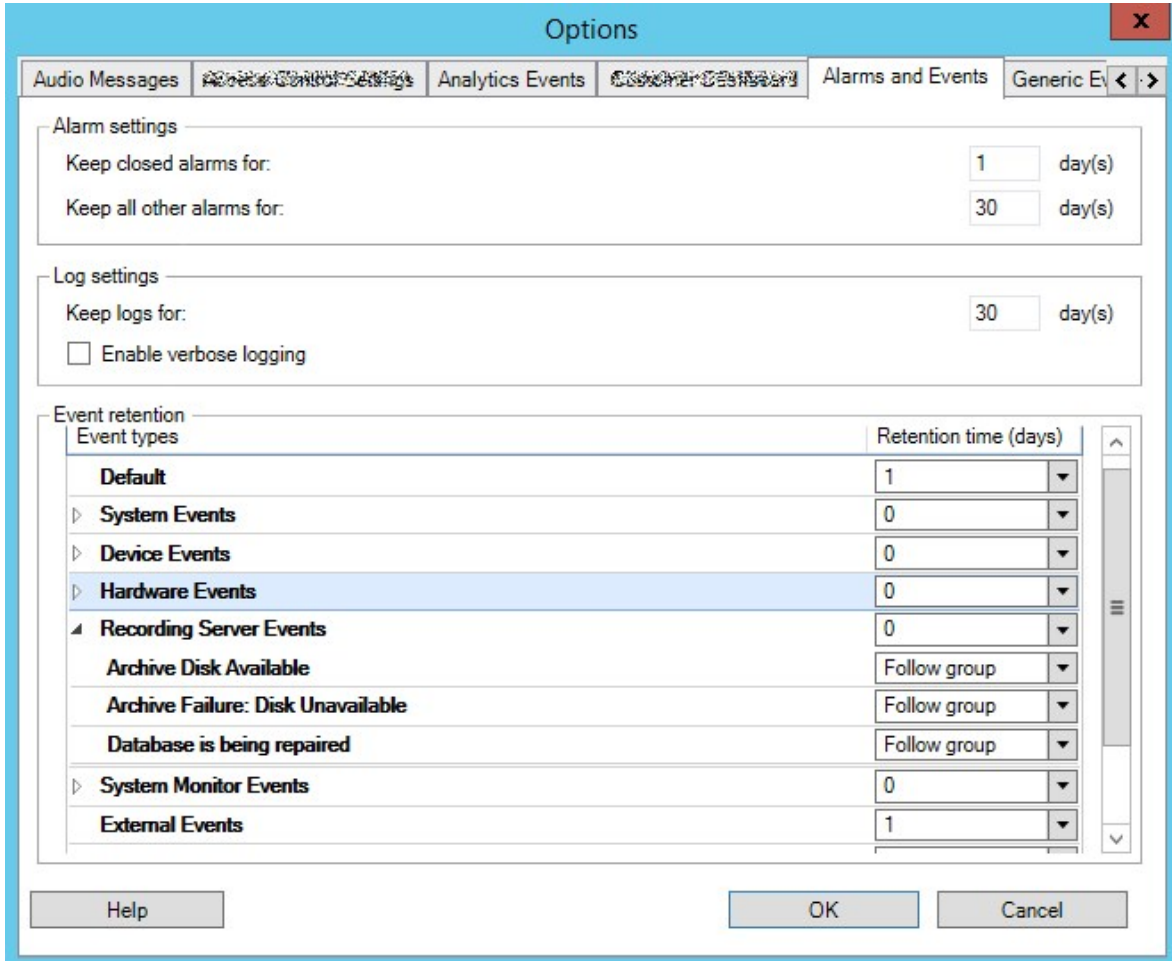 Options
x
Audio Messages Analytics Events Alarms and Events Generic Ev
Alarm settings
Keep closed alarms for: 1 day(s)
Keep all other alarms for: 30 day(s)
Log settings
Keep logs for: 30 day(s)
Enable verbose logging
Event retention
Event types Retention time (days)
Default 1
System Events 0
Device Events 0
Hardware Events 0
Recording Server Events 0
Archive Disk Available Follow group
Archive Failure: Disk Unavailable Follow group
Database is being repaired Follow group
System Monitor Events 0
External Events 1
Help OK Cancel